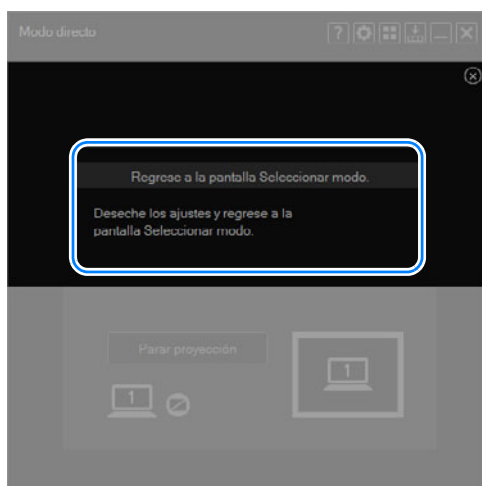 Modo directo
?
Regrese a la pantalla Seleccionar modo.
Deseche los ajustes y regrese a la
pantalla Seleccionar modo.
Parar proyección
1
1